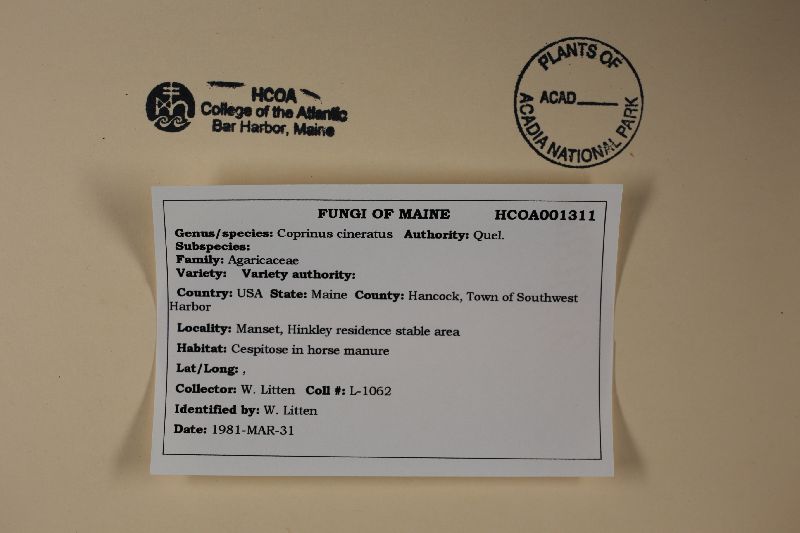 HCOA
College of the Atlantic
Bar Harbor, Maine
PLANTS OF
ACAD
ACADIA NATIONAL PARK
FUNGI OF MAINE HCOA001311
Genus/species: Coprinus cineratus Authority: Quel.
Subspecies:
Family: Agaricaceae
Variety: Variety authority:
Country: USA State: Maine County: Hancock, Town of Southwest
Harbor
Locality: Manset, Hinkley residence stable area
Habitat: Cespitose in horse manure
Lat/Long: ,
Collector: W. Litten Coll #: L-1062
Identified by: W. Litten
Date: 1981-MAR-31